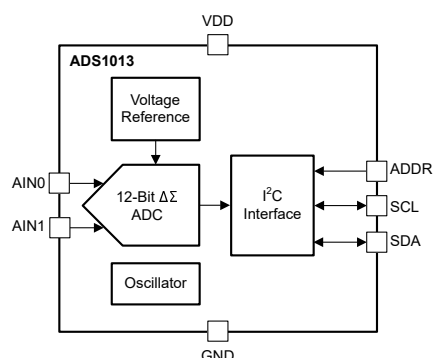 VDD
ADS1013
Voltage
Reference
AIN0
AIN1
12-Bit ΔΣ
ADC
I²C
Interface
ADDR
SCL
SDA
Oscillator
GND